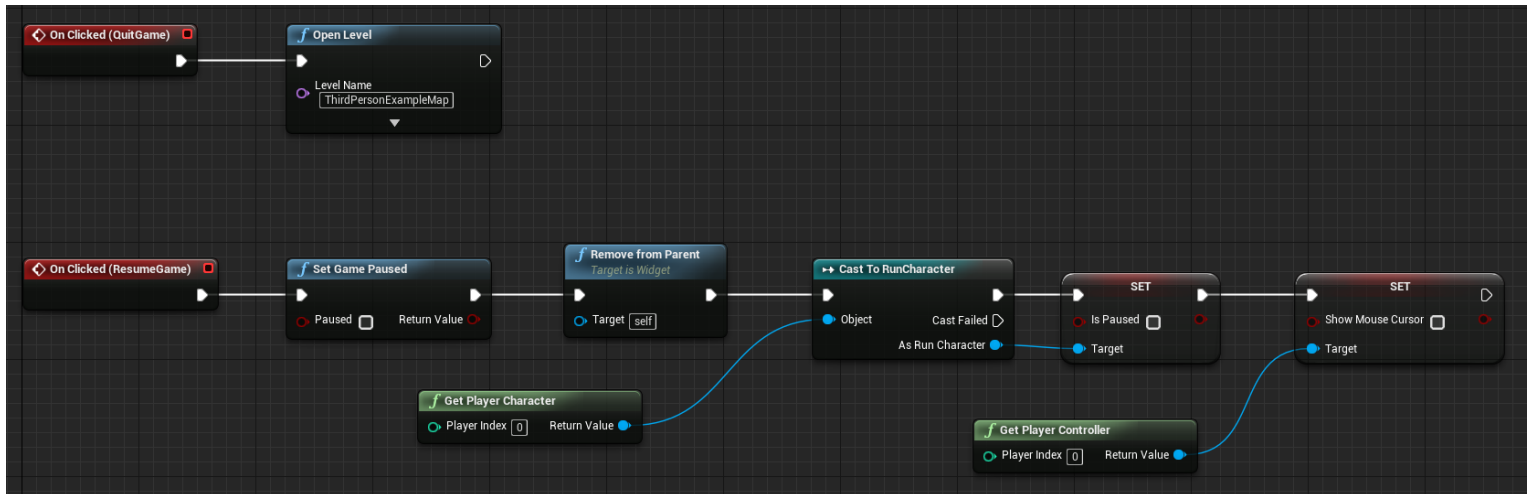 On Clicked (QuitGame)
Open Level
Level Name
ThirdPersonExampleMap
On Clicked (ResumeGame)
Set Game Paused
Paused Return Value
Remove from Parent
Target is Widget
Target self
Cast To RunCharacter
Object Cast Failed
As Run Character
SET
Is Paused
Target
SET
Show Mouse Cursor
Target
Get Player Character
Player Index 0 Return Value
Get Player Controller
Player Index 0 Return Value